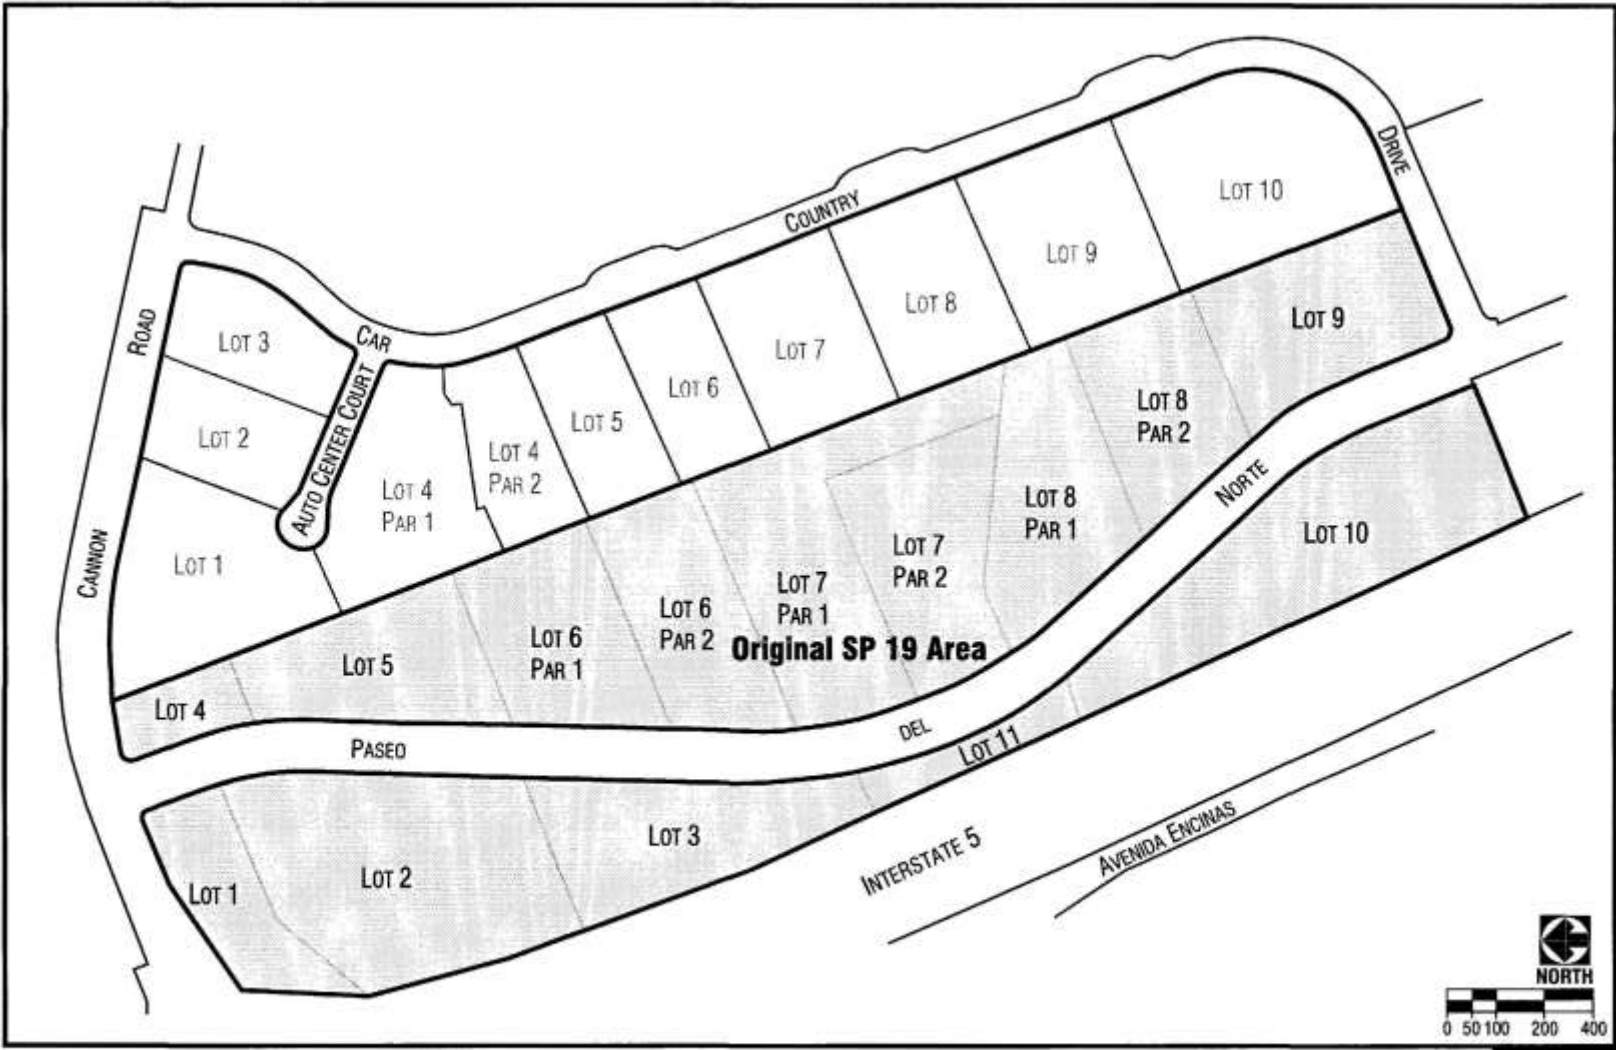 DRIVE
LOT 10
COUNTRY
LOT 9
LOT 8
LOT 7
LOT 6
LOT 5
LOT 4
PAR 2
LOT 4
PAR 1
CAR
ROAD
LOT 3
LOT 2
AUTO CENTER COURT
LOT 1
CANNON
LOT 9
LOT 8
PAR 2
LOT 8
PAR 1
LOT 7
PAR 2
LOT 7
PAR 1
LOT 6
PAR 2
LOT 6
PAR 1
Original SP 19 Area
LOT 5
LOT 4
NORTE
LOT 10
PASEO
DEL
LOT 11
LOT 3
LOT 2
LOT 1
INTERSTATE 5
AVENIDA ENCINAS
NORTH
0 50 100 200 400